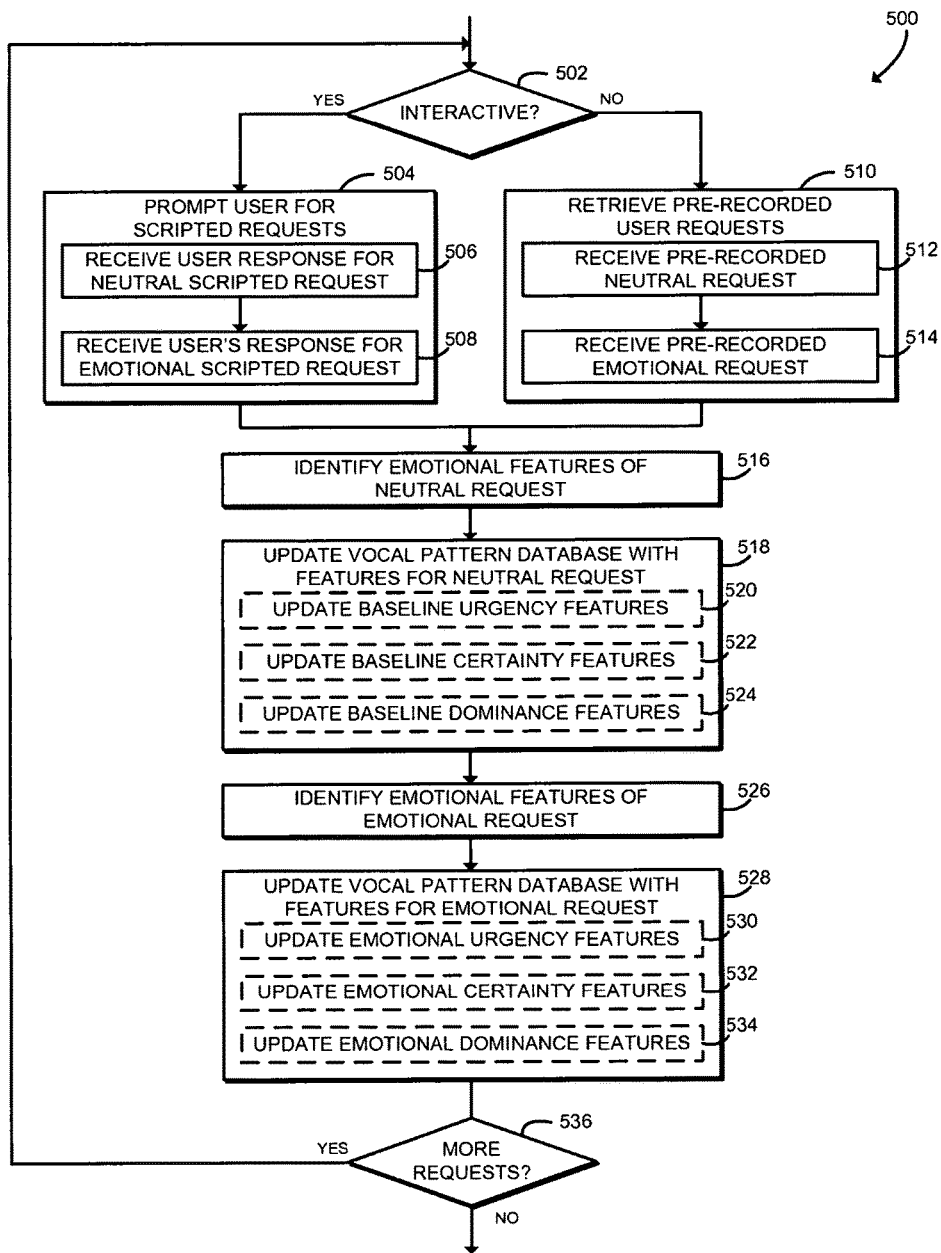 500
502
YES
INTERACTIVE?
NO
504
PROMPT USER FOR
SCRIPTED REQUESTS
RECEIVE USER RESPONSE FOR
NEUTRAL SCRIPTED REQUEST
506
RECEIVE USER'S RESPONSE FOR
EMOTIONAL SCRIPTED REQUEST
508
510
RETRIEVE PRE-RECORDED
USER REQUESTS
RECEIVE PRE-RECORDED
NEUTRAL REQUEST
512
RECEIVE PRE-RECORDED
EMOTIONAL REQUEST
514
IDENTIFY EMOTIONAL FEATURES OF
NEUTRAL REQUEST
516
UPDATE VOCAL PATTERN DATABASE WITH
FEATURES FOR NEUTRAL REQUEST
518
UPDATE BASELINE URGENCY FEATURES
520
UPDATE BASELINE CERTAINTY FEATURES
522
UPDATE BASELINE DOMINANCE FEATURES
524
IDENTIFY EMOTIONAL FEATURES OF
EMOTIONAL REQUEST
526
UPDATE VOCAL PATTERN DATABASE WITH
FEATURES FOR EMOTIONAL REQUEST
528
UPDATE EMOTIONAL URGENCY FEATURES
530
UPDATE EMOTIONAL CERTAINTY FEATURES
532
UPDATE EMOTIONAL DOMINANCE FEATURES
534
536
YES
MORE
REQUESTS?
NO